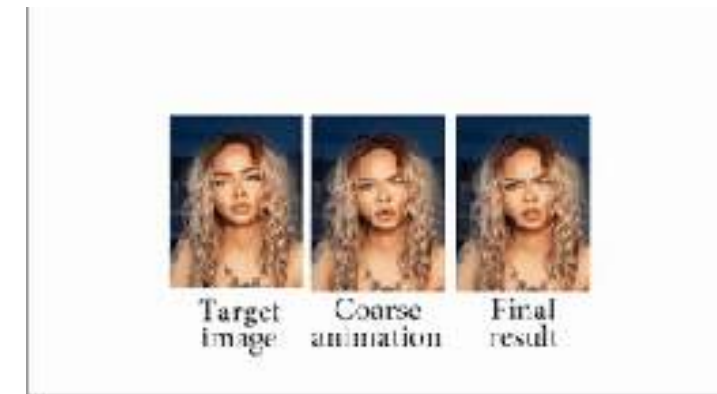 Target
image
Coarse
animation
Final
result